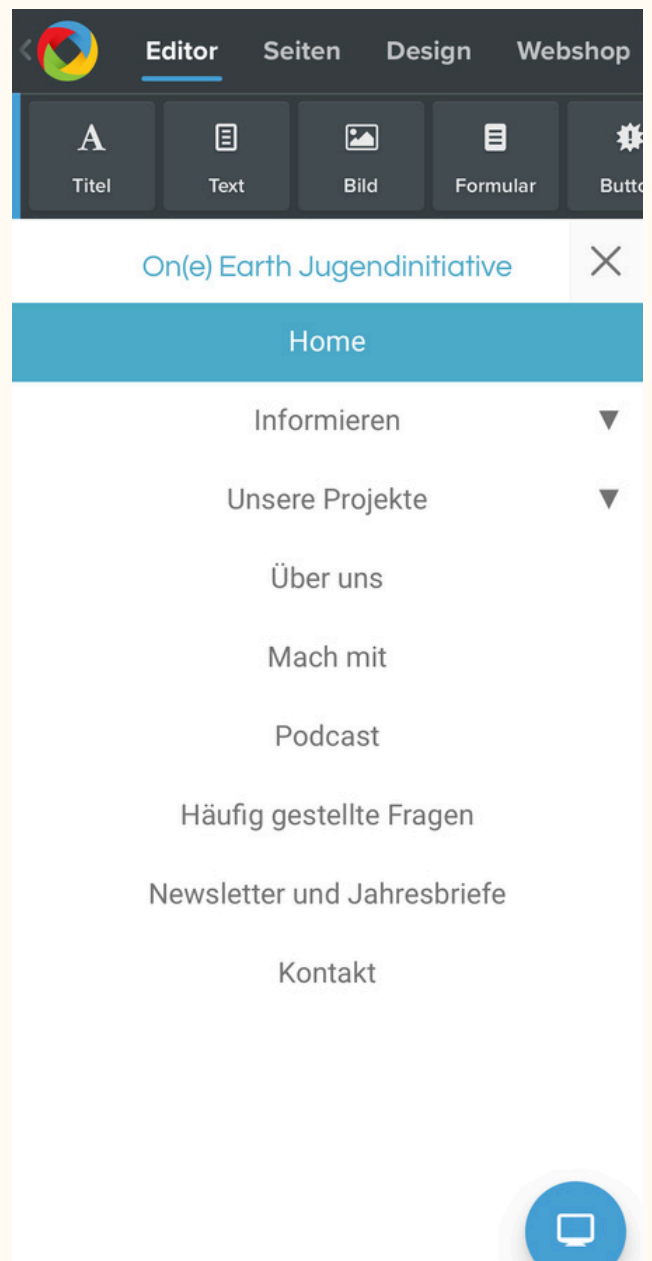 Editor Seiten Design Webshop
Titel Text Bild Formular Butto
On(e) Earth Jugendinitiative
Home
Informieren
Unsere Projekte
Über uns
Mach mit
Podcast
Häufig gestellte Fragen
Newsletter und Jahresbriefe
Kontakt